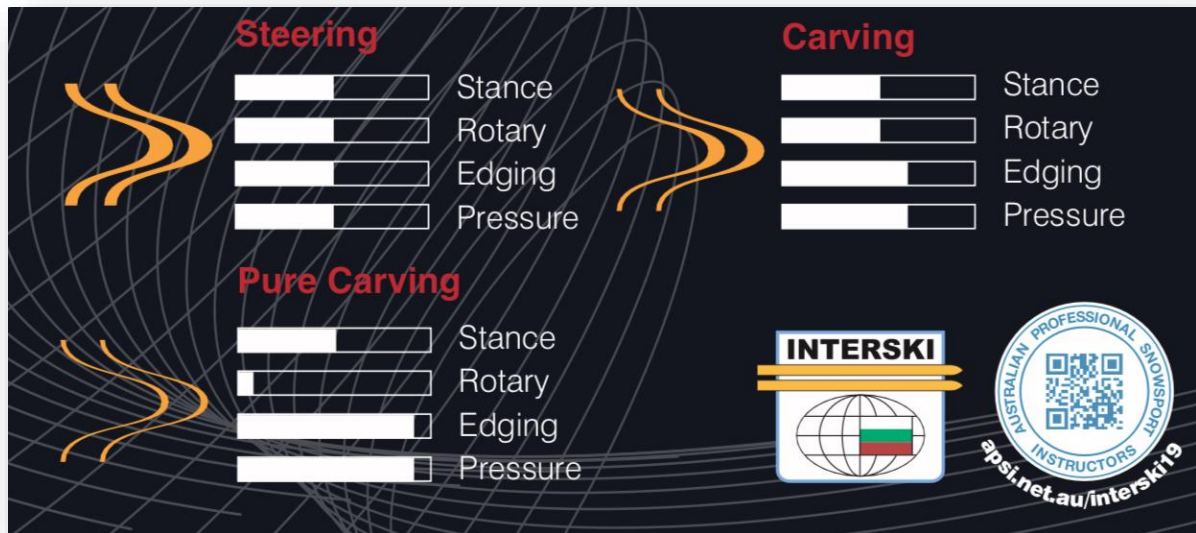 Steering
Stance
Rotary
Edging
Pressure
Carving
Stance
Rotary
Edging
Pressure
Pure Carving
Stance
Rotary
Edging
Pressure
INTERSKI
AUSTRALIAN PROFESSIONAL SNOWSPORT
INSTRUCTORS
apsi.net.au/interski19